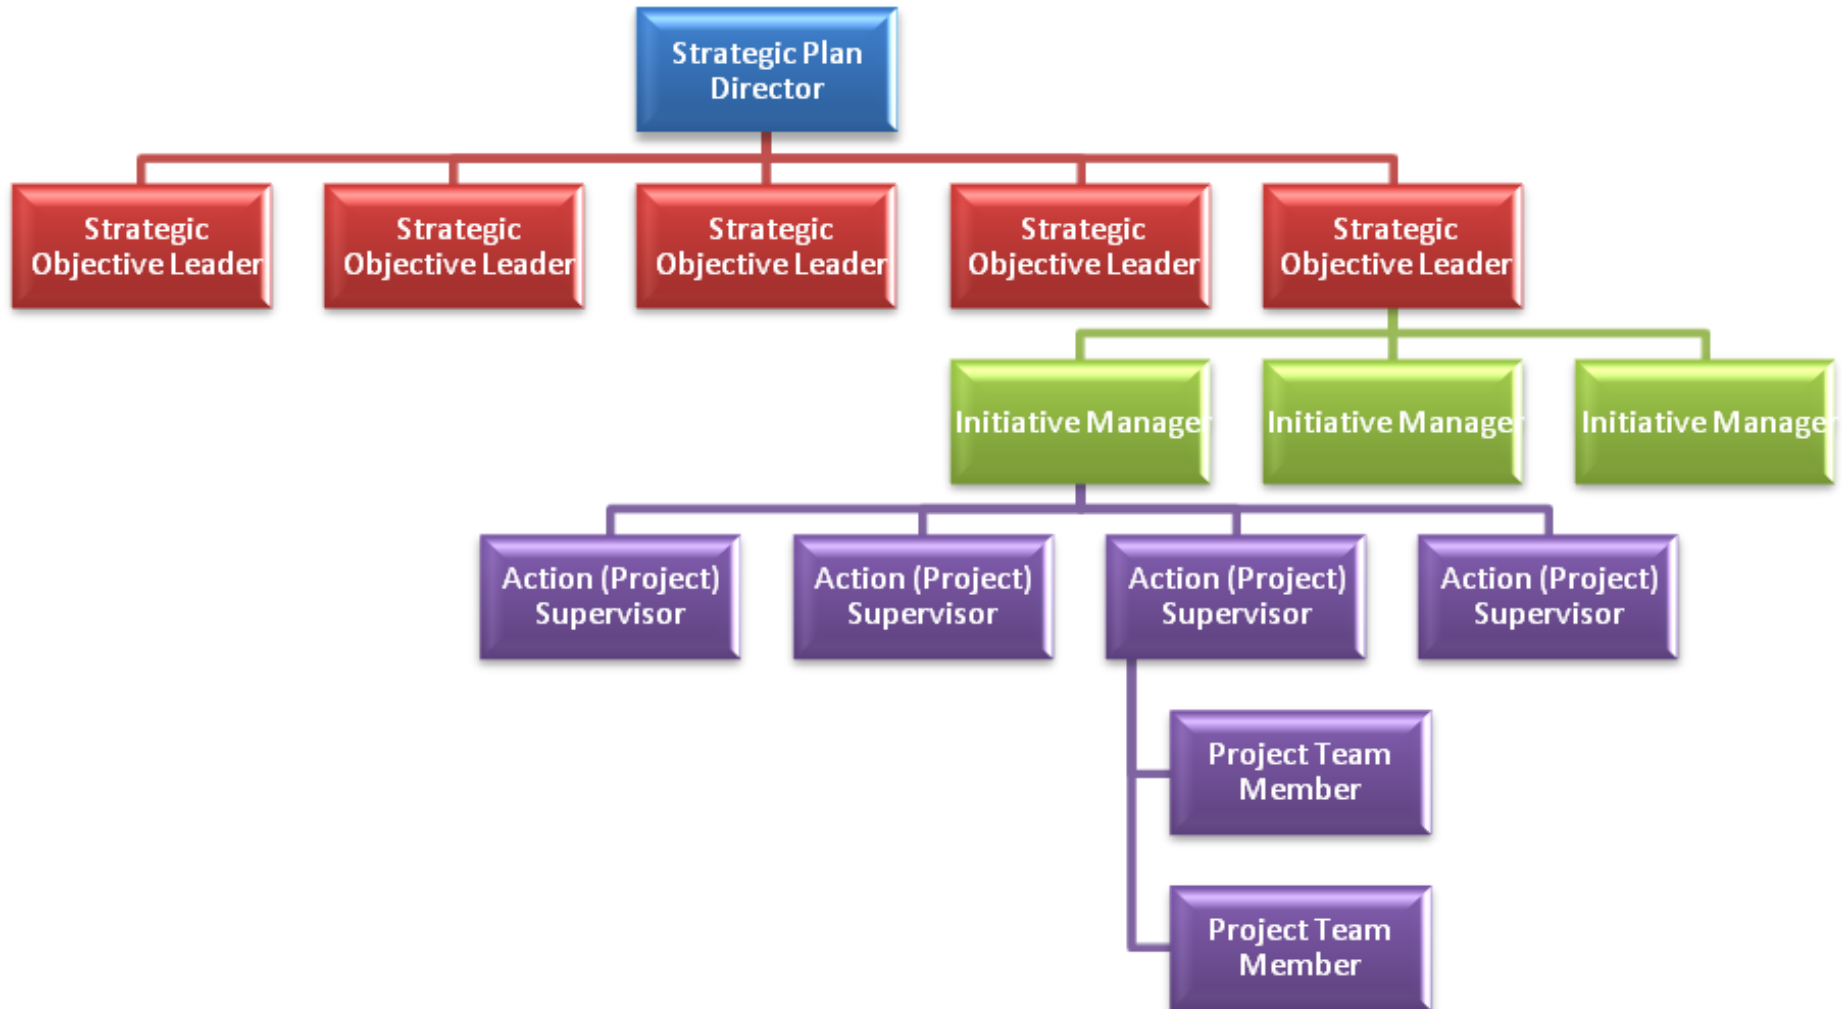 Strategic Plan
Director
Strategic
Objective Leader
Strategic
Objective Leader
Strategic
Objective Leader
Strategic
Objective Leader
Strategic
Objective Leader
Initiative Manager
Initiative Manager
Initiative Manager
Action (Project)
Supervisor
Action (Project)
Supervisor
Action (Project)
Supervisor
Action (Project)
Supervisor
Project Team
Member
Project Team
Member